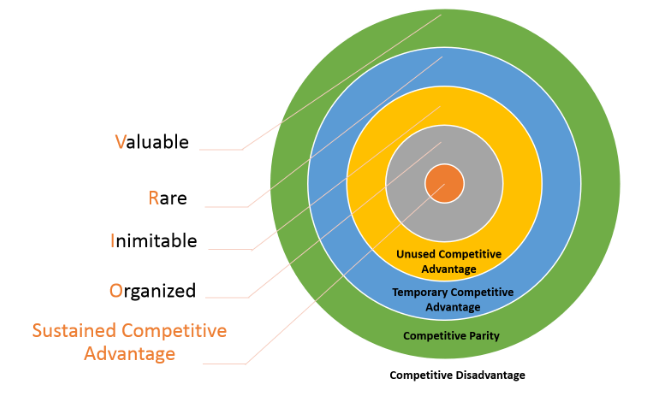 Valuable
Rare
Inimitable
Organized
Sustained Competitive
Advantage
Unused Competitive
Advantage
Temporary Competitive
Advantage
Competitive Parity
Competitive Disadvantage